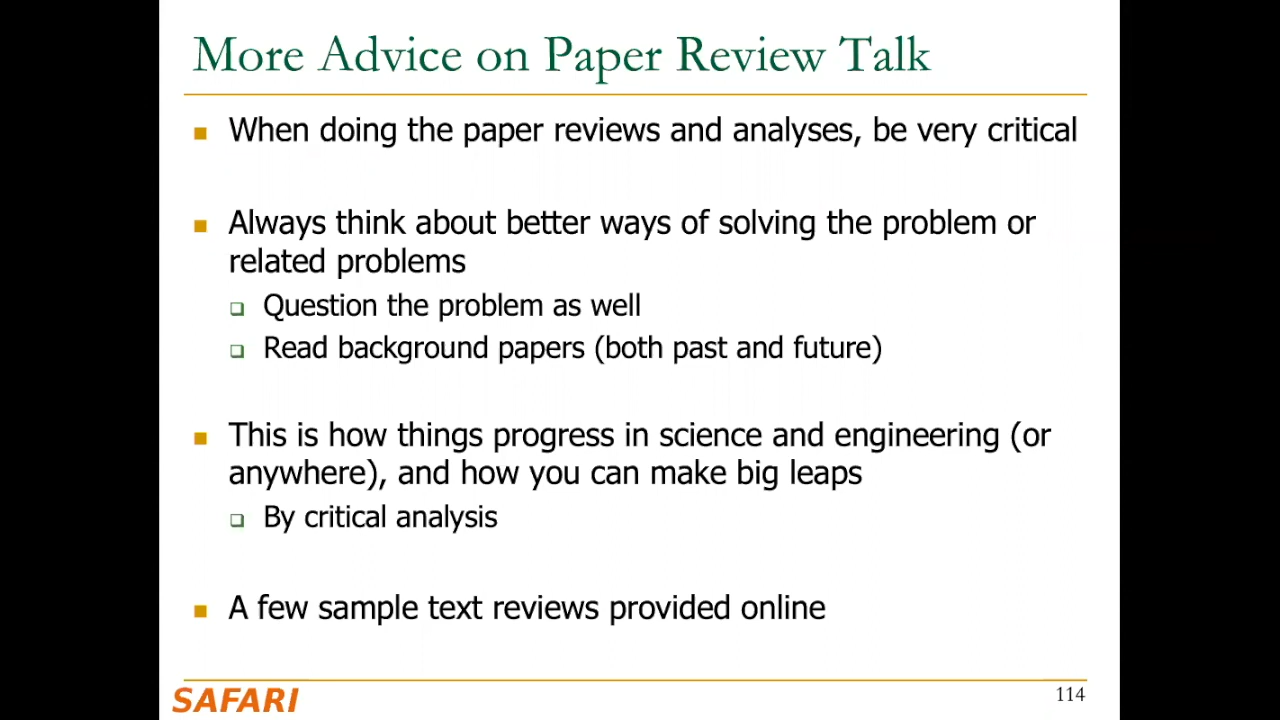 More Advice on Paper Review Talk
When doing the paper reviews and analyses, be very critical
Always think about better ways of solving the problem or
related problems
Question the problem as well
Read background papers (both past and future)
This is how things progress in science and engineering (or
anywhere), and how you can make big leaps
By critical analysis
A few sample text reviews provided online
SAFARI
114